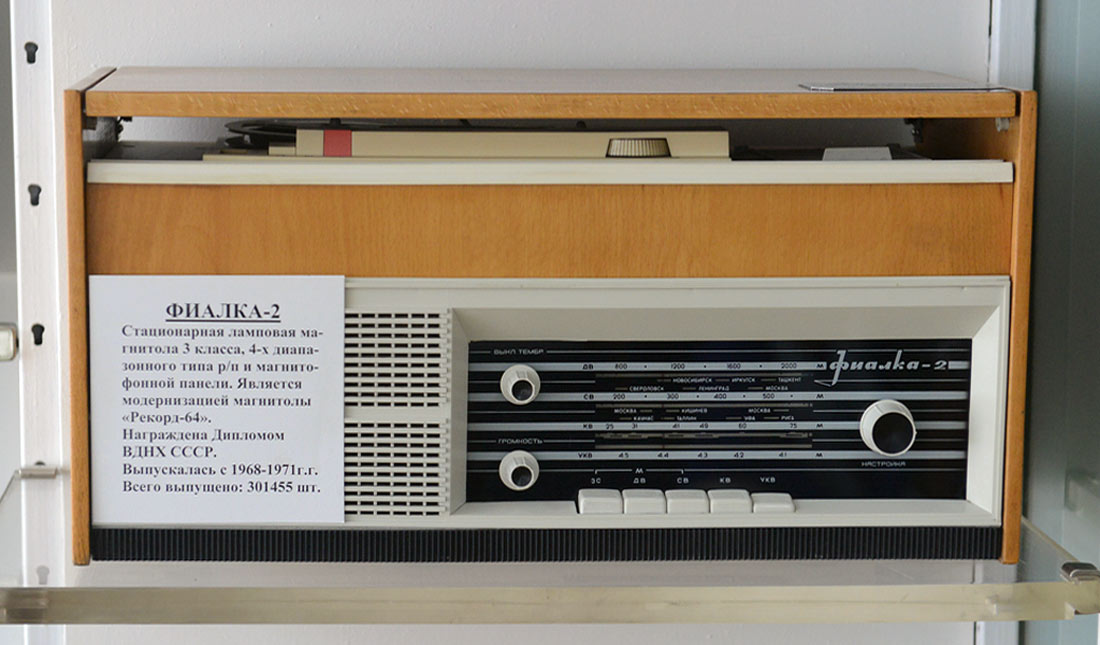 ФИАЛКА-2
Стационарная ламповая ма-
гнитола 3 класса, 4-х диапа-
зонного типа р/п и магнито-
фонной панели. Является
модернизацией магнитолы
«Рекорд-64».
Награждена Дипломом
ВДНХ СССР.
Выпускалась с 1968-1971г.г.
Всего выпущено: 301455 шт.
ВЫКЛ ТЕМБР
ДВ 800 1200 1600 2000 М
Фиалка-2
НОВОСИБИРСК ИРКУТСК ТАШКЕНТ
СВЕРДЛОВСК ЛЕНИНГРАД МОСКВА
СВ 200 300 400 500 М
МОСКВА КИШИНЕВ МОСКВА
КАУНАС ТАЛЛИН УФА РИГА
КВ 25 31 41 49 60 75 М
ГРОМКОСТЬ
УКВ 4.5 4.4 4.3 4.2 4.1 М
НАСТРОЙКА
М
ЗС ДВ СВ КВ УКВ